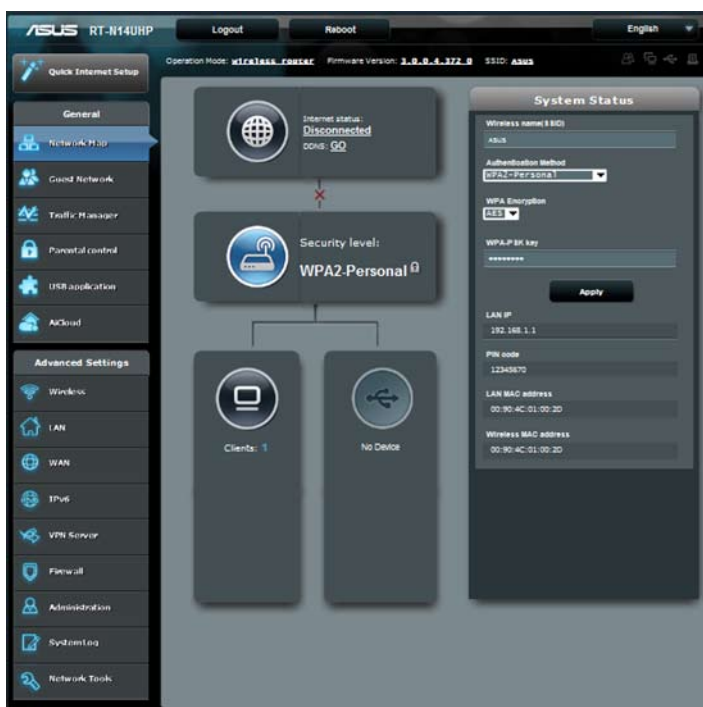 ASUS RT-N14UHP
Logout
Reboot
English
Quick Internet Setup
Operation Mode: wireless router Firmware Version: 3.0.0.4.372_0 SSID: ASUS
General
Network Map
Guest Network
Traffic Manager
Parental control
USB application
AiCloud
Advanced Settings
Wireless
LAN
WAN
IPv6
VPN Server
Firewall
Administration
System Log
Network Tools
Internet status:
Disconnected
DDNS: GO
Security level:
WPA2-Personal
Clients: 1
No Device
System Status
Wireless name(SSID)
ASUS
Authentication Method
WPA2-Personal
WPA Encryption
AES
WPA-PSK key
••••••••
Apply
LAN IP
192.168.1.1
PIN code
12345670
LAN MAC address
00:90:4C:01:00:2D
Wireless MAC address
00:90:4C:01:00:2D